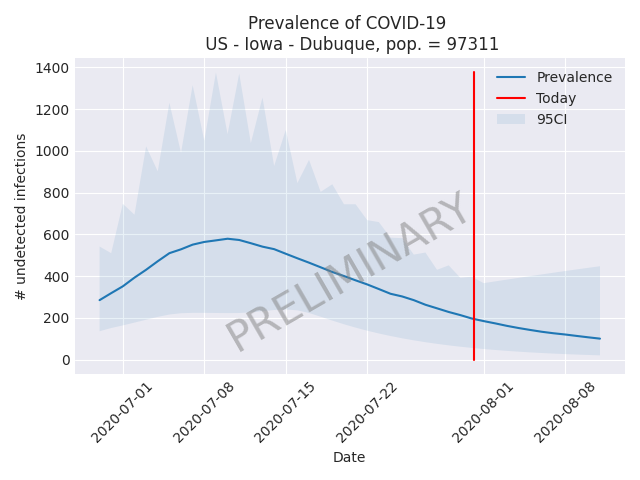 Prevalence of COVID-19
US - Iowa - Dubuque, pop. = 97311
1400
1200
1000
800
600
400
200
0
# undetected infections
Prevalence
Today
95CI
PRELIMINARY
2020-07-01
2020-07-08
2020-07-15
2020-07-22
2020-08-01
2020-08-08
Date